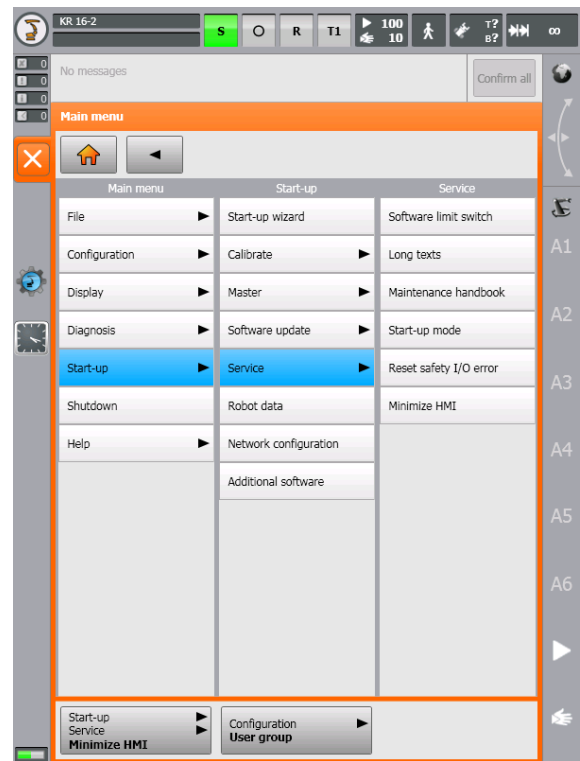 KR 16-2
S O R T1 100 10 T? B? ∞
0
0
0
0
No messages
Confirm all
Main menu
Main menu
File
Configuration
Display
Diagnosis
Start-up
Shutdown
Help
Start-up
Start-up wizard
Calibrate
Master
Software update
Service
Robot data
Network configuration
Additional software
Service
Software limit switch
Long texts
Maintenance handbook
Start-up mode
Reset safety I/O error
Minimize HMI
A1
A2
A3
A4
A5
A6
Start-up
Service
Minimize HMI
Configuration
User group